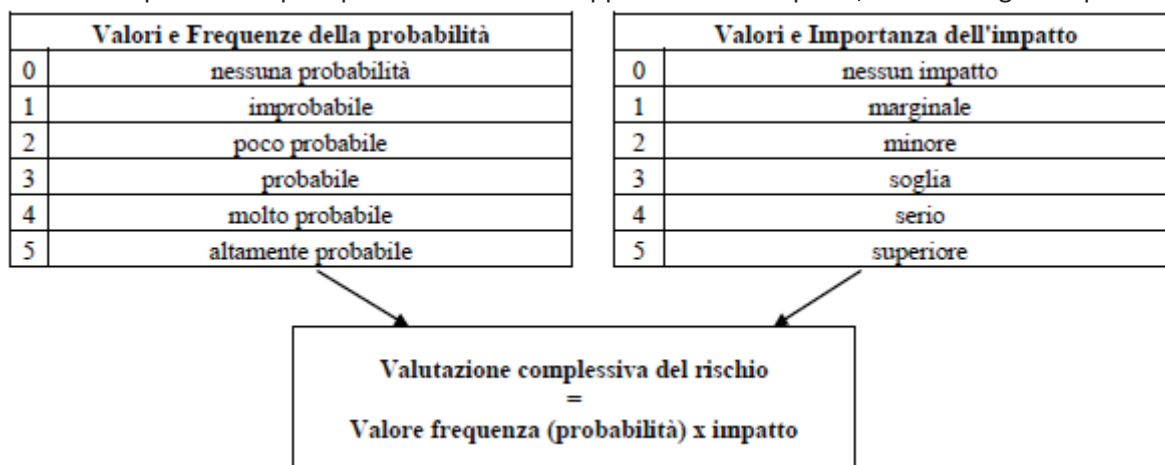 Valori e Frequenze della probabilità
0 nessuna probabilità
1 improbabile
2 poco probabile
3 probabile
4 molto probabile
5 altamente probabile
Valori e Importanza dell'impatto
0 nessun impatto
1 marginale
2 minore
3 soglia
4 serio
5 superiore
Valutazione complessiva del rischio
=
Valore frequenza (probabilità) x impatto